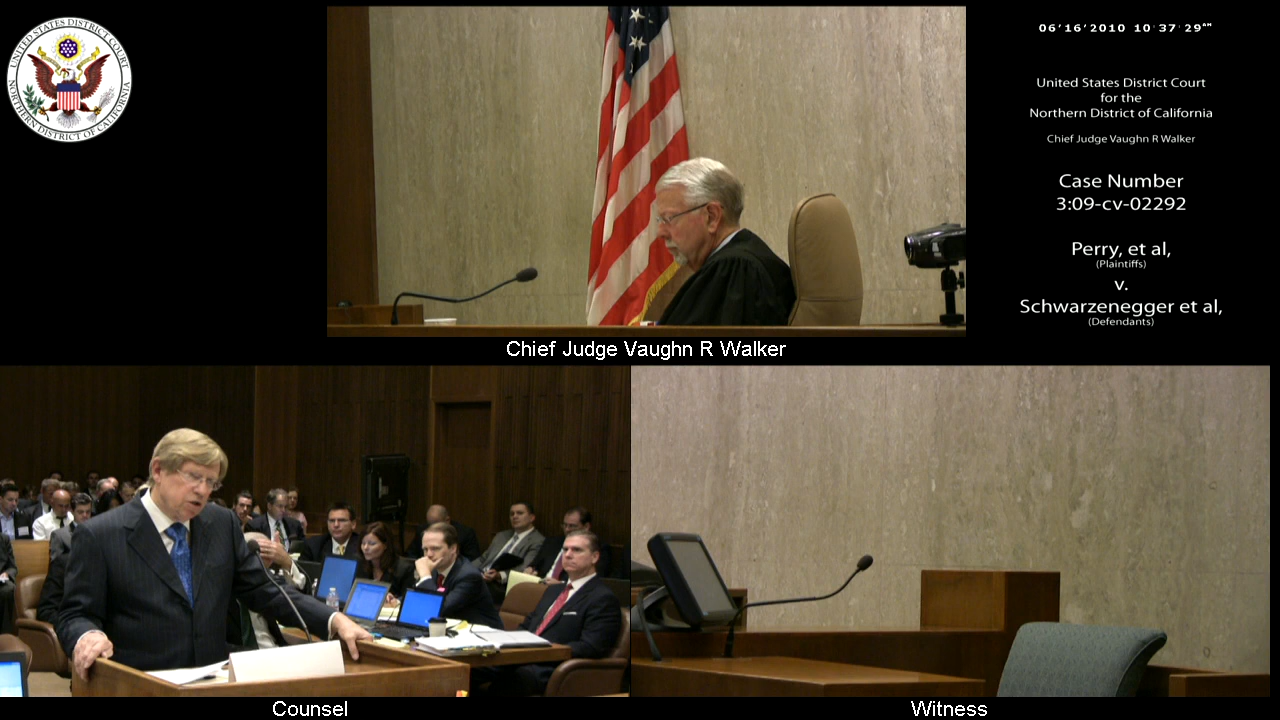 UNITED STATES DISTRICT COURT
NORTHERN DISTRICT OF CALIFORNIA
06'16'2010 10:37:29AM
United States District Court
for the
Northern District of California
Chief Judge Vaughn R Walker
Case Number
3:09-cv-02292
Perry, et al,
(Plaintiffs)
v.
Schwarzenegger et al,
(Defendants)
Chief Judge Vaughn R Walker
Counsel
Witness